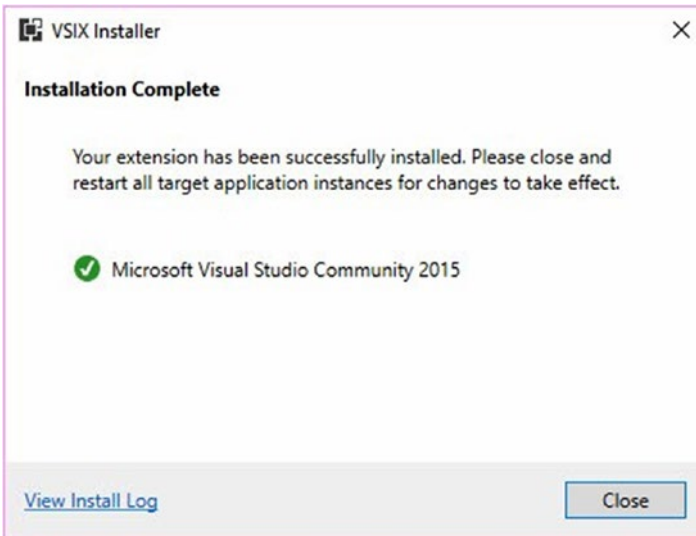 VSIX Installer
Installation Complete
Your extension has been successfully installed. Please close and
restart all target application instances for changes to take effect.
Microsoft Visual Studio Community 2015
View Install Log
Close